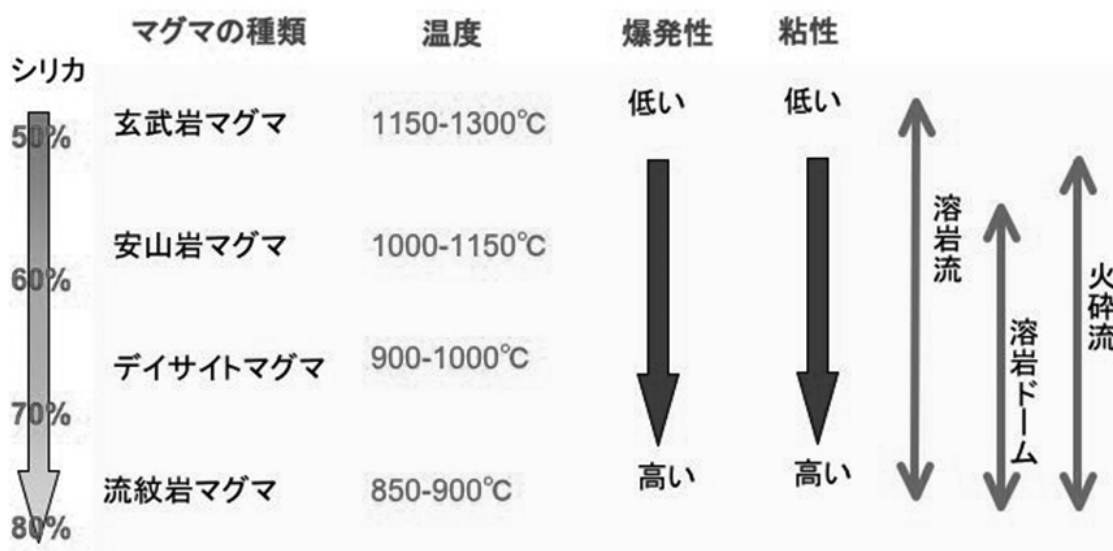 マグマの種類 温度 爆発性 粘性
シリカ
低い 低い
50% 玄武岩マグマ 1150-1300℃
安山岩マグマ 1000-1150℃
60%
デイサイトマグマ 900-1000℃
70%
流紋岩マグマ 850-900℃ 高い 高い
80%
溶岩流
溶岩ドーム
火砕流